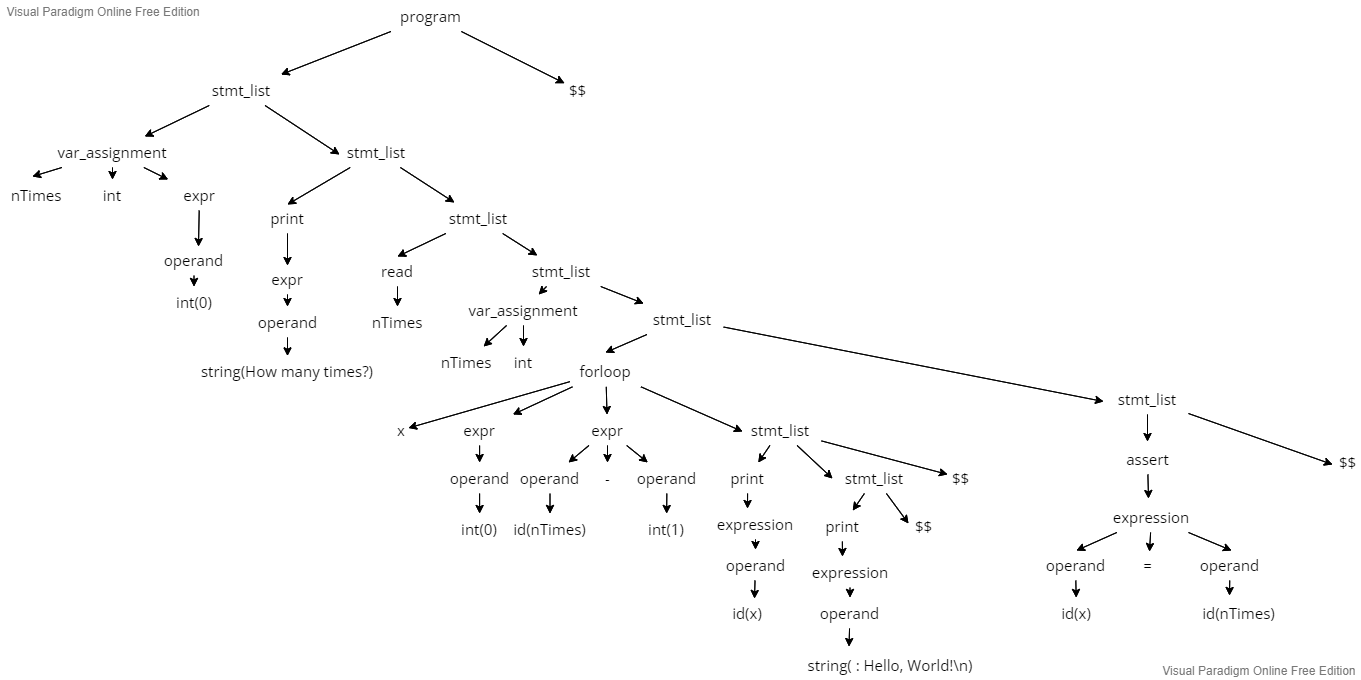 Visual Paradigm Online Free Edition
program
stmt_list
$$
var_assignment
stmt_list
nTimes int expr
print
stmt_list
operand
read
stmt_list
expr
int(0)
var_assignment
stmt_list
operand
nTimes
nTimes int
string(How many times?)
forloop
stmt_list
x expr expr stmt_list
assert
$$
operand operand - operand print stmt_list $$
int(0) id(nTimes) int(1) expression print $$
expression
operand expression
operand = operand
id(x) operand
id(x) id(nTimes)
string( : Hello, World!\n)
Visual Paradigm Online Free Edition